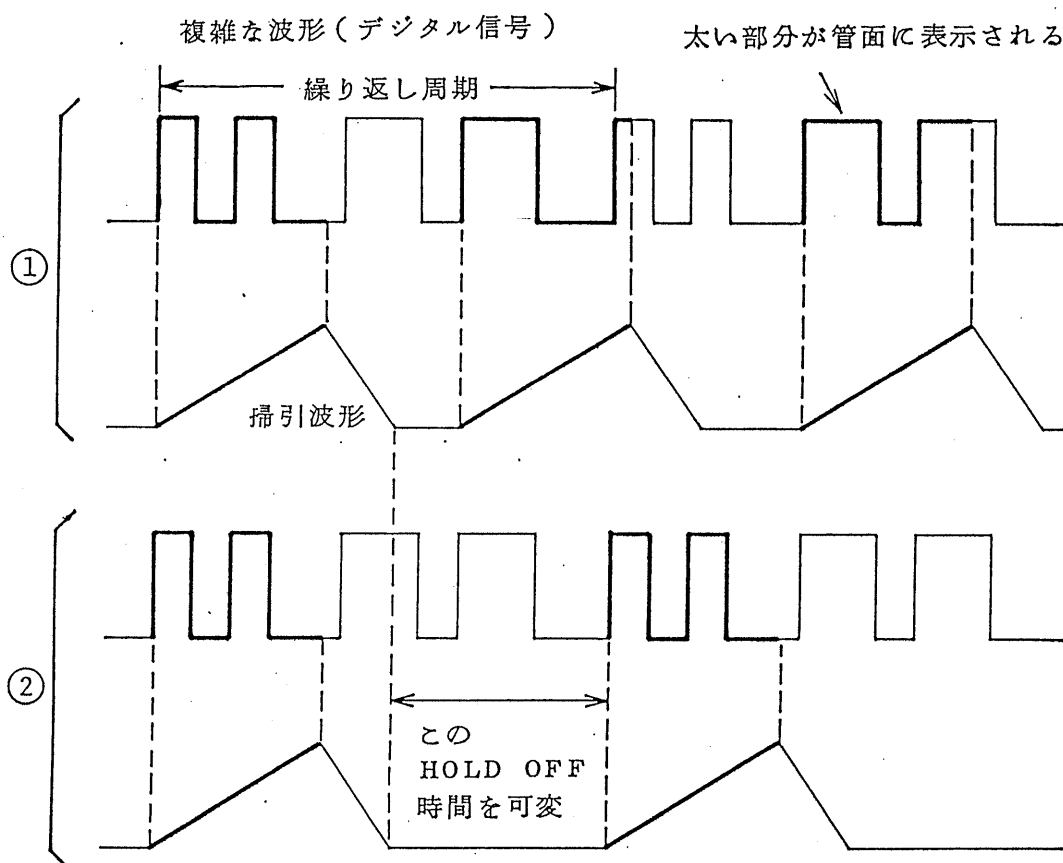 複雑な波形(デジタル信号)
太い部分が管面に表示される
繰り返し周期
①
掃引波形
②
この
HOLD OFF
時間を可変